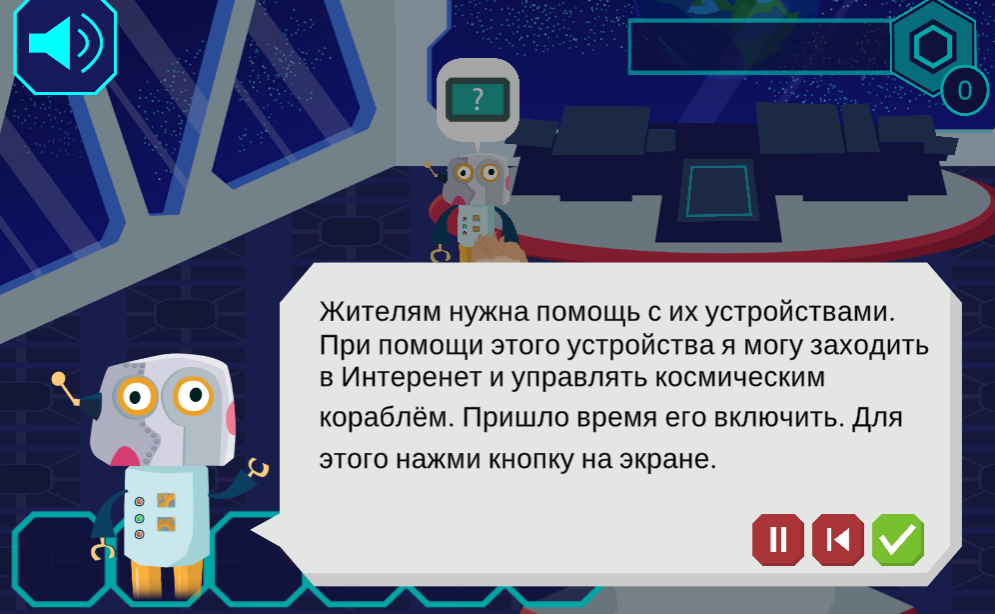 ?
0
Жителям нужна помощь с их устройствами.
При помощи этого устройства я могу заходить
в Интеренет и управлять космическим
кораблём. Пришло время его включить. Для
этого нажми кнопку на экране.